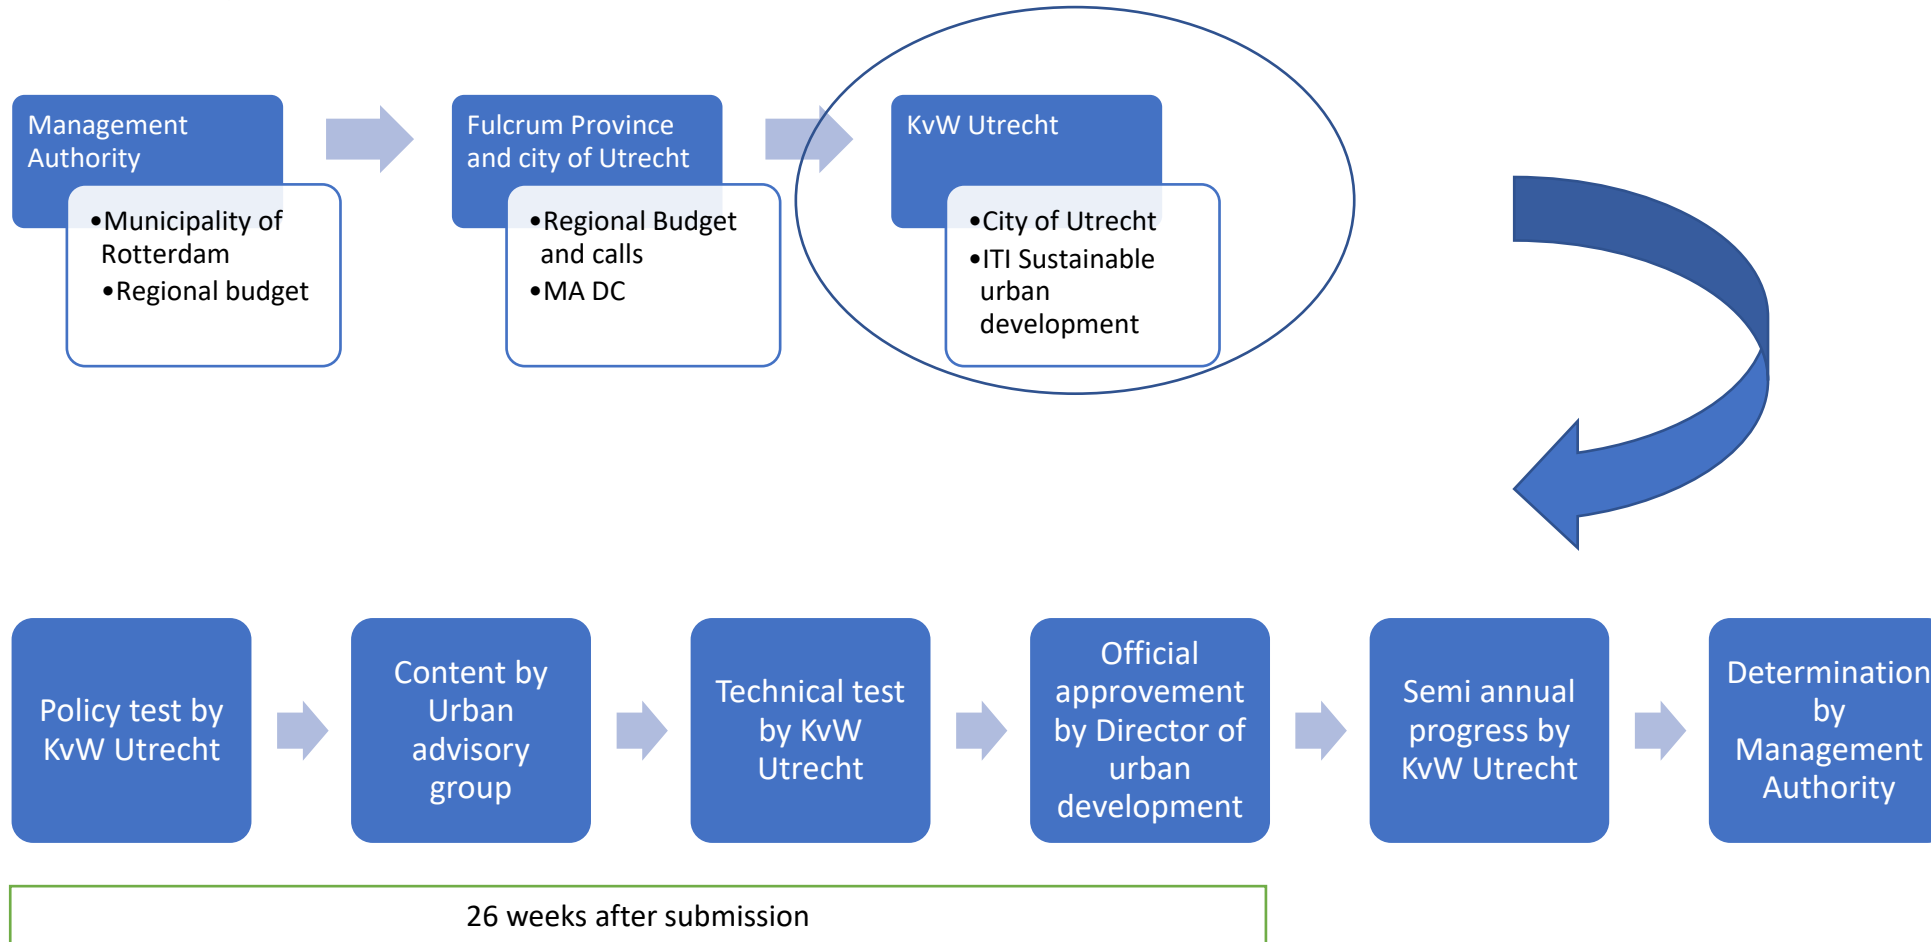 Management
Authority
•Municipality of
Rotterdam
•Regional budget
Fulcrum Province
and city of Utrecht
•Regional Budget
and calls
•MA DC
KvW Utrecht
•City of Utrecht
•ITI Sustainable
urban
development
Policy test by
KvW Utrecht
Content by
Urban
advisory
group
Technical test
by KvW
Utrecht
Official
approvement
by Director of
urban
development
Semi annual
progress by
KvW Utrecht
Determination
by
Management
Authority
26 weeks after submission